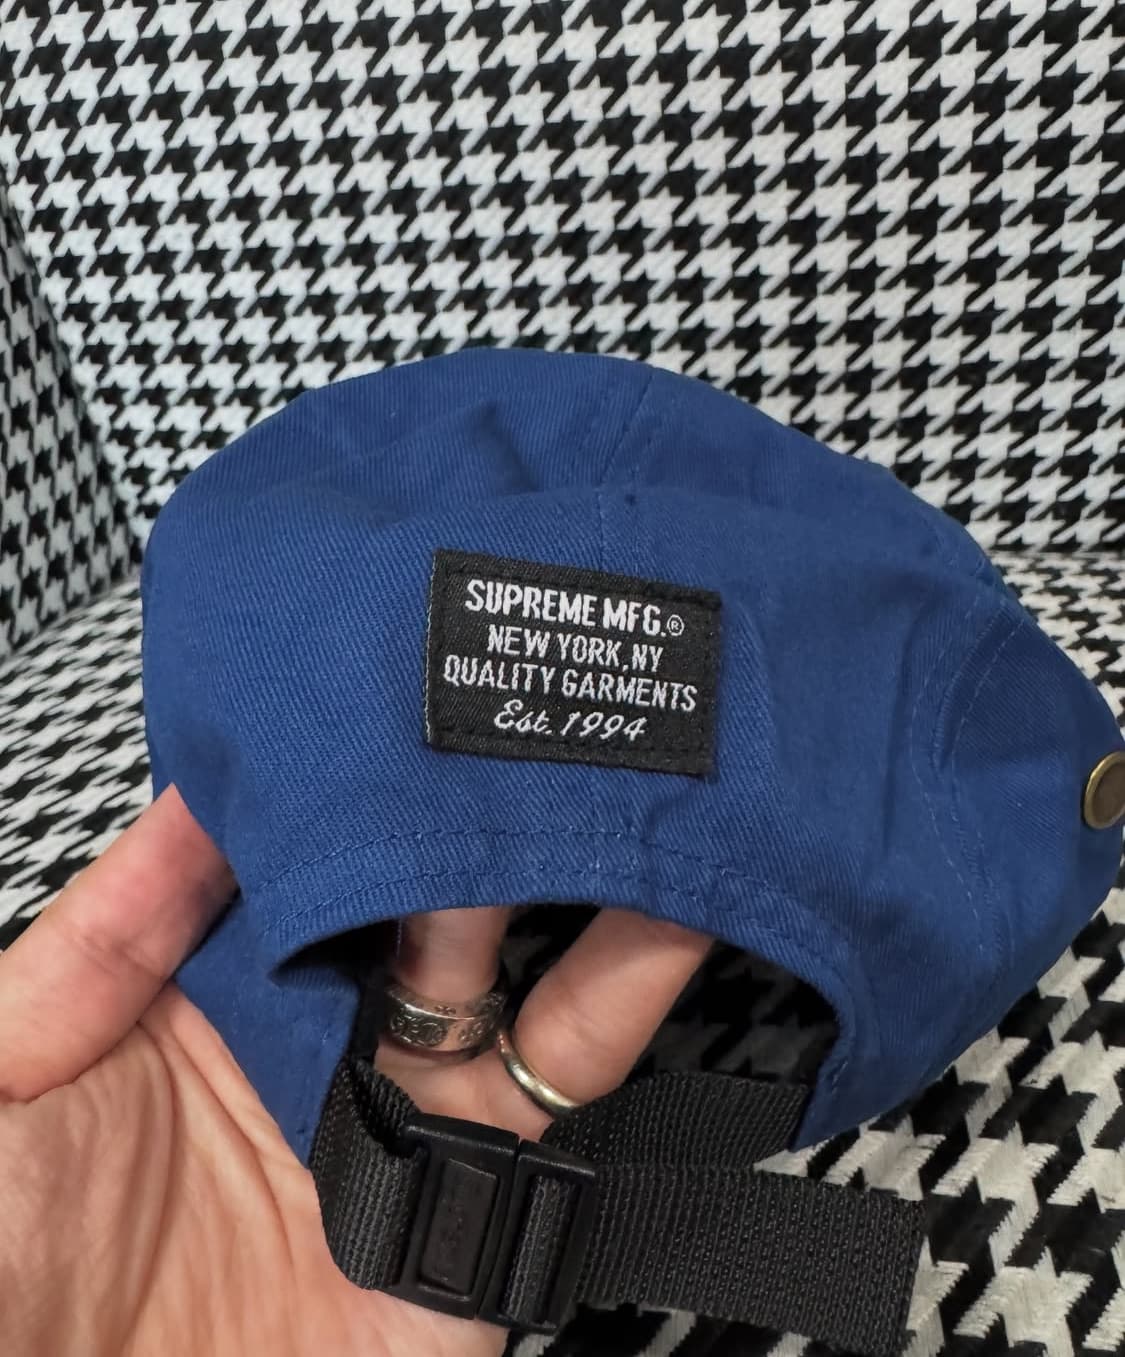 SUPREME MFG.®
NEW YORK, NY
QUALITY GARMENTS
Est. 1994